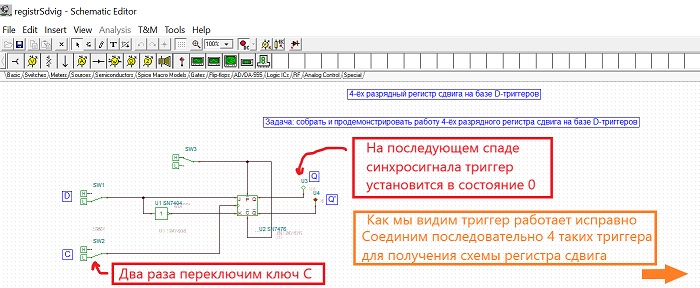 registrSdvig - Schematic Editor
File Edit Insert View Analysis T&M Tools Help
100%
Basic Switches Meters Sources Semiconductors Spice Macro Models Gates Flip-flops AD/DA-555 Logic ICs RF Analog Control Special
4-ёх разрядный регистр сдвига на базе D-триггеров
Задача: собрать и продемонстрировать работу 4-ёх разрядного регистра сдвига на базе D-триггеров
SW3
H
L
На последующем спаде
синхросигнала триггер
установится в состояние 0
Q
U3
SW1
D
H
L
U4
Q'
J P Q
U1 SN7404
1
U2 SN7476
Как мы видим триггер работает исправно
Соединим последовательно 4 таких триггера
для получения схемы регистра сдвига
SW2
C
H
L
Два раза переключим ключ С